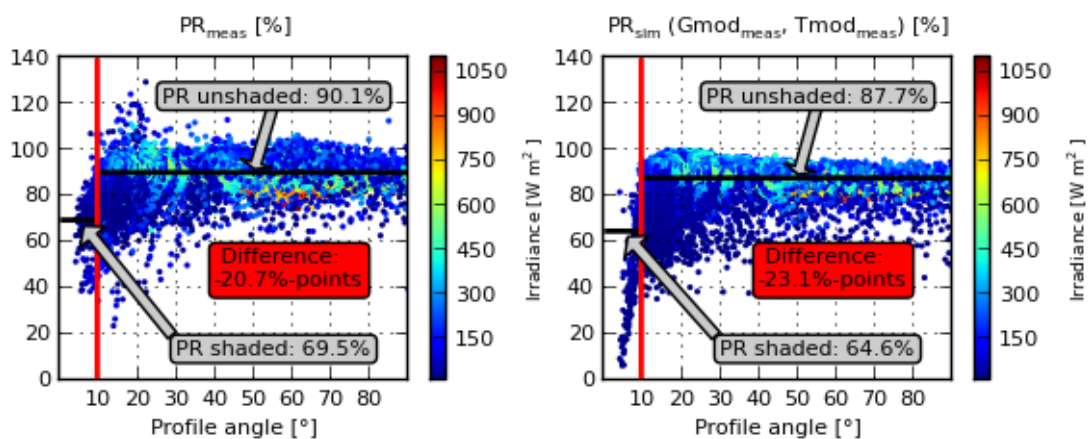 PR_meas [%]
140
120
100
80
60
40
20
0
10 20 30 40 50 60 70 80
Profile angle [°]
PR unshaded: 90.1%
Difference:
-20.7%-points
PR shaded: 69.5%
1050
900
750
600
450
300
150
Irradiance [W m²]
PR_sim (Gmod_meas, Tmod_meas) [%]
140
120
100
80
60
40
20
0
10 20 30 40 50 60 70 80
Profile angle [°]
PR unshaded: 87.7%
Difference:
-23.1%-points
PR shaded: 64.6%
1050
900
750
600
450
300
150
Irradiance [W m²]